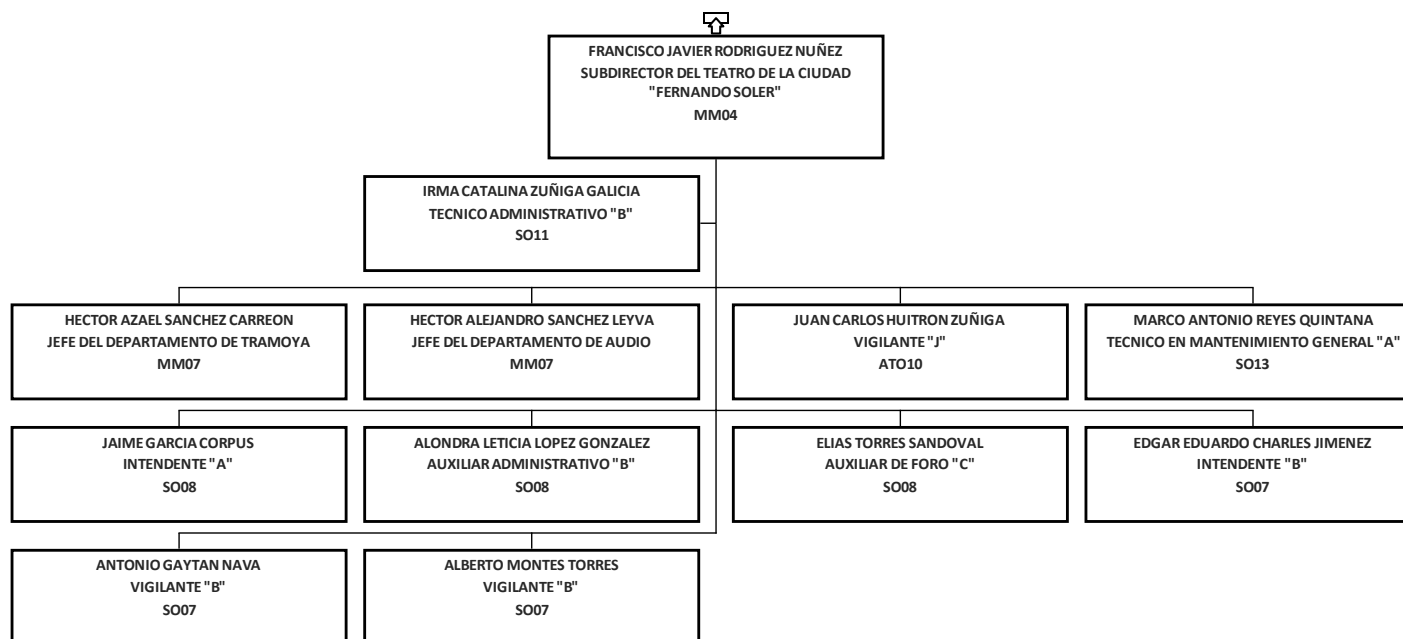 FRANCISCO JAVIER RODRIGUEZ NUÑEZ
SUBDIRECTOR DEL TEATRO DE LA CIUDAD
"FERNANDO SOLER"
MM04
IRMA CATALINA ZUÑIGA GALICIA
TECNICO ADMINISTRATIVO "B"
SO11
HECTOR AZAEL SANCHEZ CARREON
JEFE DEL DEPARTAMENTO DE TRAMOYA
MM07
HECTOR ALEJANDRO SANCHEZ LEYVA
JEFE DEL DEPARTAMENTO DE AUDIO
MM07
JUAN CARLOS HUITRON ZUÑIGA
VIGILANTE "J"
ATO10
MARCO ANTONIO REYES QUINTANA
TECNICO EN MANTENIMIENTO GENERAL "A"
SO13
JAIME GARCIA CORPUS
INTENDENTE "A"
SO08
ALONDRA LETICIA LOPEZ GONZALEZ
AUXILIAR ADMINISTRATIVO "B"
SO08
ELIAS TORRES SANDOVAL
AUXILIAR DE FORO "C"
SO08
EDGAR EDUARDO CHARLES JIMENEZ
INTENDENTE "B"
SO07
ANTONIO GAYTAN NAVA
VIGILANTE "B"
SO07
ALBERTO MONTES TORRES
VIGILANTE "B"
SO07